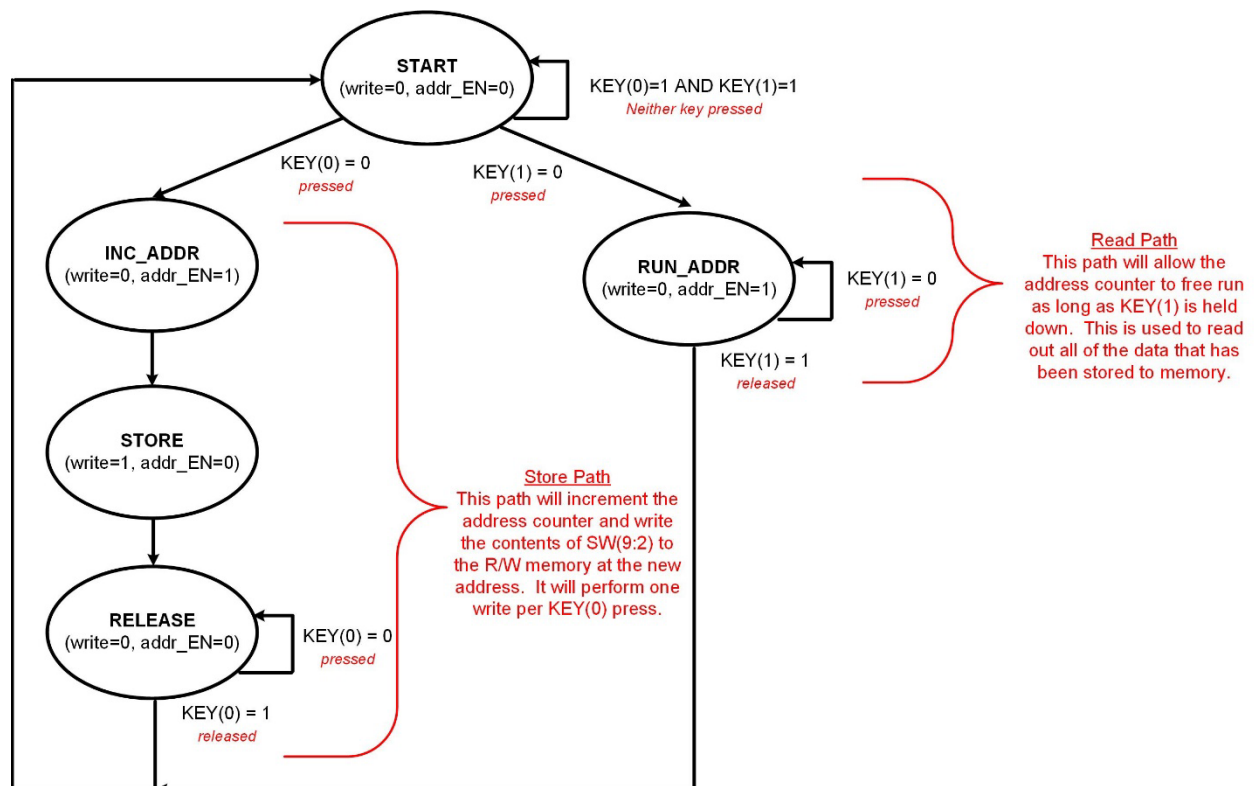 START
(write=0, addr_EN=0)
KEY(0)=1 AND KEY(1)=1
Neither key pressed
KEY(0) = 0
pressed
KEY(1) = 0
pressed
INC_ADDR
(write=0, addr_EN=1)
RUN_ADDR
(write=0, addr_EN=1)
KEY(1) = 0
pressed
KEY(1) = 1
released
Read Path
This path will allow the
address counter to free run
as long as KEY(1) is held
down. This is used to read
out all of the data that has
been stored to memory.
STORE
(write=1, addr_EN=0)
Store Path
This path will increment the
address counter and write
the contents of SW(9:2) to
the R/W memory at the new
address. It will perform one
write per KEY(0) press.
RELEASE
(write=0, addr_EN=0)
KEY(0) = 0
pressed
KEY(0) = 1
released